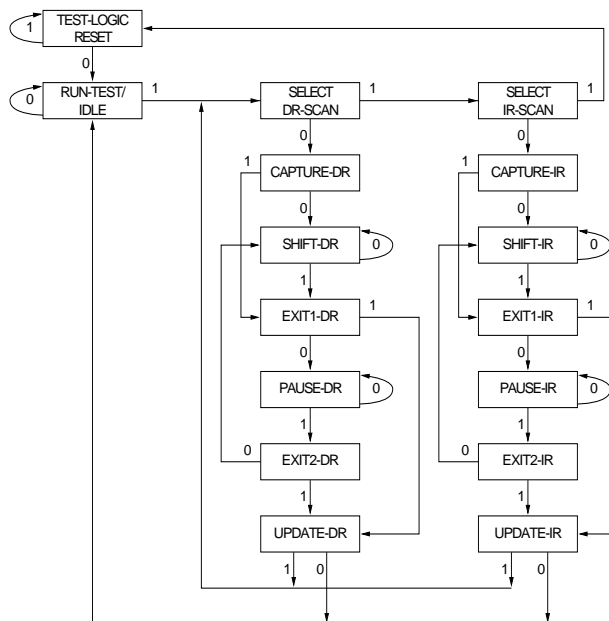 TEST-LOGIC
RESET
1
0
RUN-TEST/
IDLE
0
1
SELECT
DR-SCAN
1
SELECT
IR-SCAN
1
0
0
1
CAPTURE-DR
1
CAPTURE-IR
0
0
SHIFT-DR
0
SHIFT-IR
0
1
1
EXIT1-DR
1
EXIT1-IR
1
0
0
PAUSE-DR
0
PAUSE-IR
0
1
1
0
EXIT2-DR
0
EXIT2-IR
1
1
UPDATE-DR
UPDATE-IR
1
0
1
0